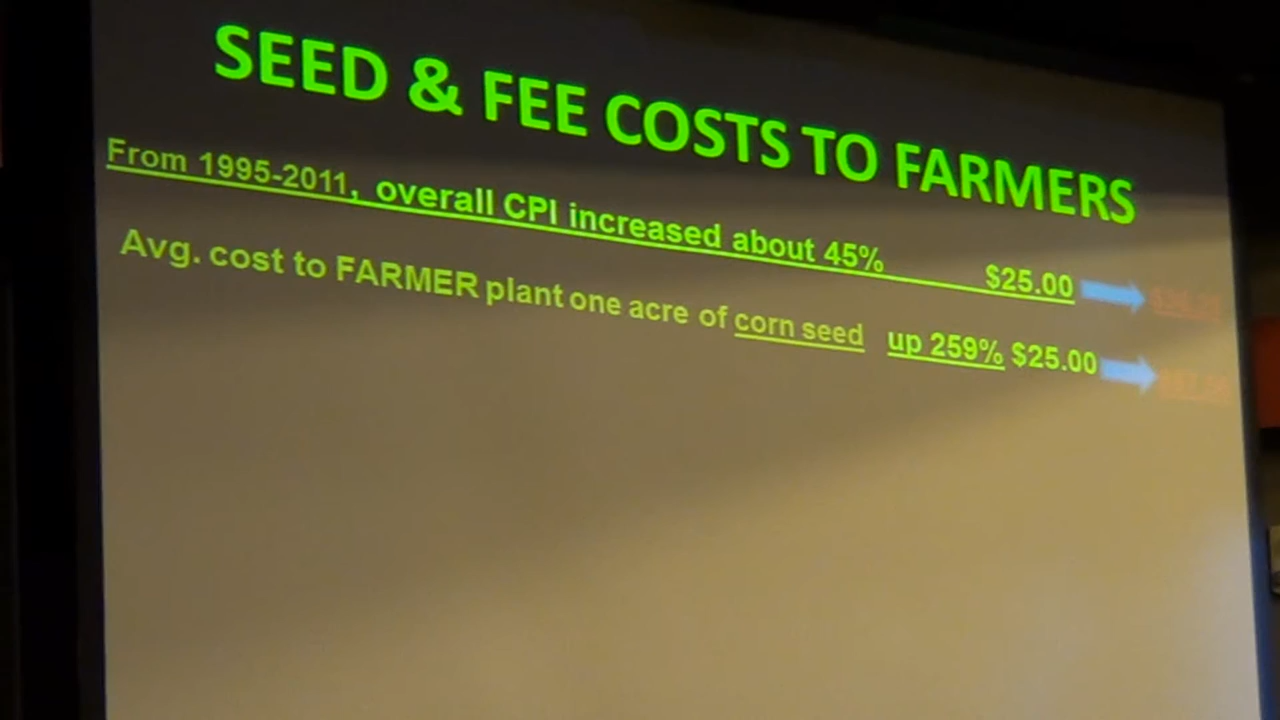 SEED & FEE COSTS TO FARMERS
From 1995-2011, overall CPI increased about 45% $25.00
Avg. cost to FARMER plant one acre of corn seed up 259% $25.00